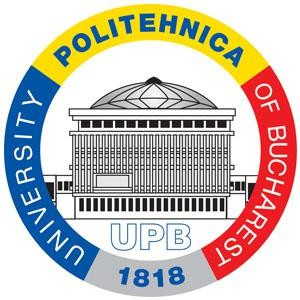 UNIVERSITY
POLITEHNICA
OF BUCHAREST
UPB
1818